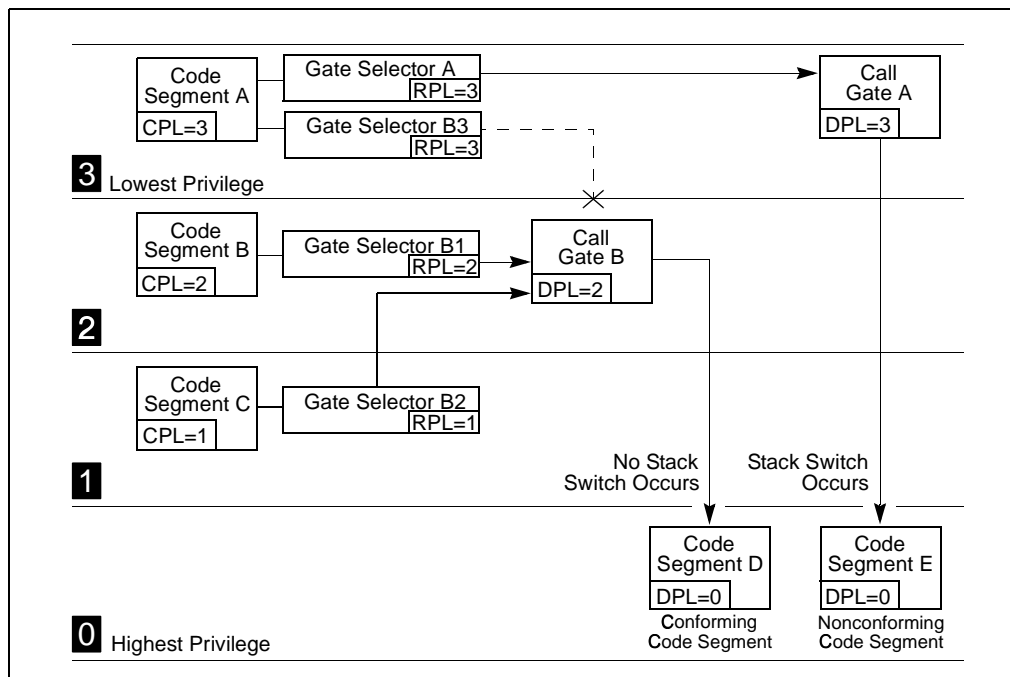 Code
Segment A
CPL=3
Gate Selector A
RPL=3
Gate Selector B3
RPL=3
Call
Gate A
DPL=3
3 Lowest Privilege
Code
Segment B
CPL=2
Gate Selector B1
RPL=2
Call
Gate B
DPL=2
2
Code
Segment C
CPL=1
Gate Selector B2
RPL=1
1
No Stack
Switch Occurs
Stack Switch
Occurs
Code
Segment D
DPL=0
Conforming
Code Segment
Code
Segment E
DPL=0
Nonconforming
Code Segment
0 Highest Privilege